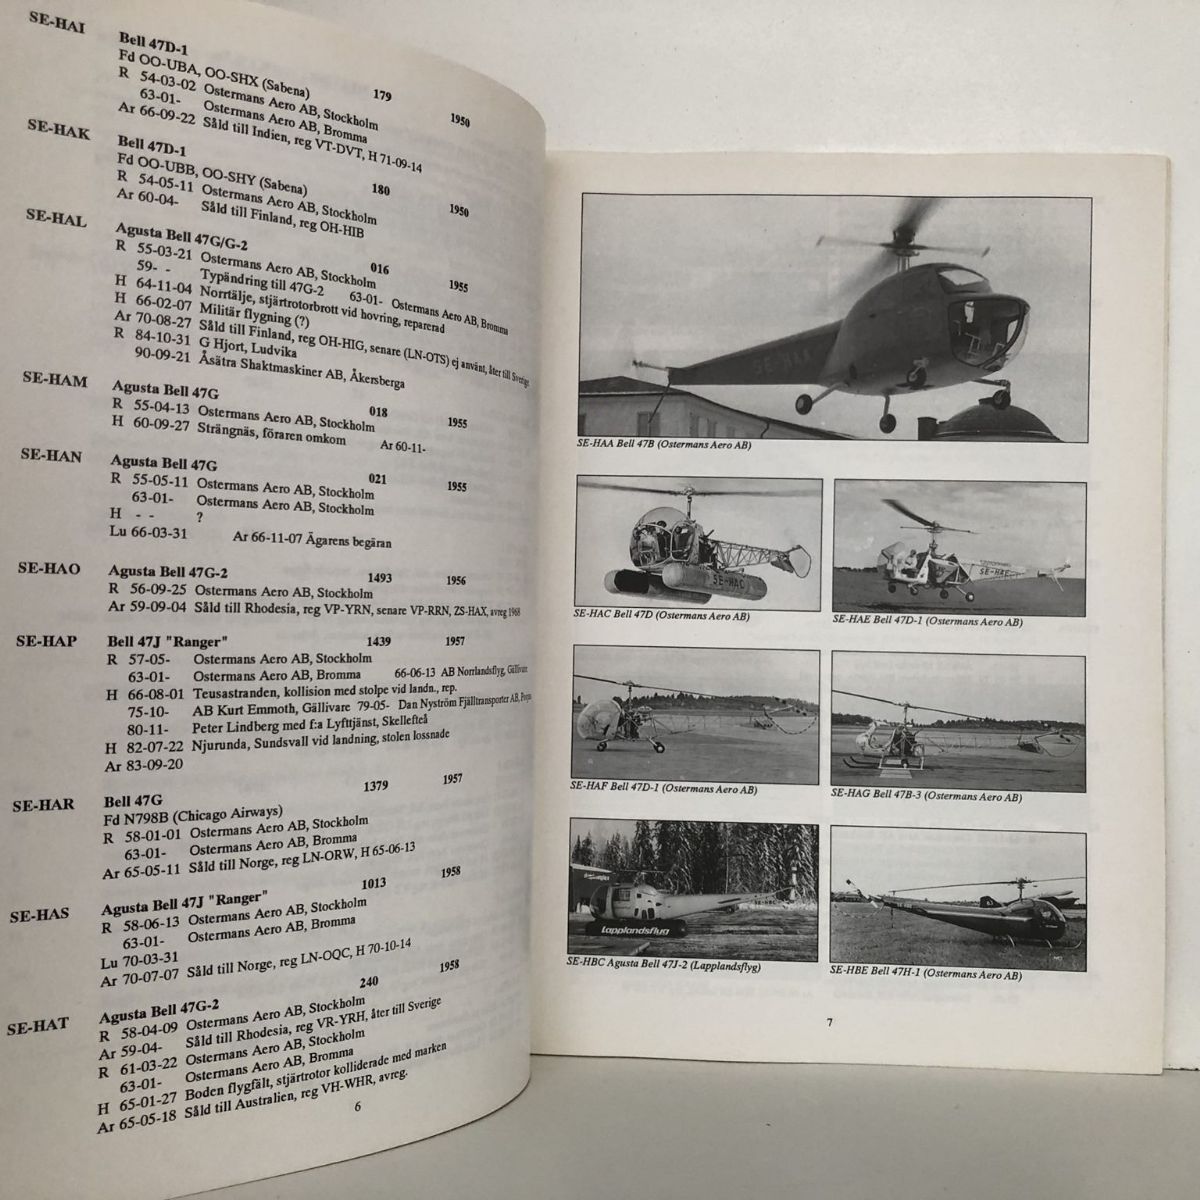 SE-HAI Bell 47D-1 179 1950
Fd OO-UBA, OO-SHX (Sabena)
R 54-03-02 Ostermans Aero AB, Stockholm
63-01- Ostermans Aero AB, Bromma
Ar 66-09-22 Såld till Indien, reg VT-DVT, H 71-09-14
SE-HAK Bell 47D-1 180 1950
Fd OO-UBB, OO-SHY (Sabena)
R 54-05-11 Ostermans Aero AB, Stockholm
Ar 60-04- Såld till Finland, reg OH-HIB
SE-HAL Agusta Bell 47G/G-2 016 1955
R 55-03-21 Ostermans Aero AB, Stockholm
59- - Typändring till 47G-2 63-01- Ostermans Aero AB, Bromma
H 64-11-04 Norrtälje, stjärtrotorbrott vid hovring, reparerad
H 66-02-07 Militär flygning (?)
Ar 70-08-27 Såld till Finland, reg OH-HIG, senare (LN-OTS) ej använt, åter till Sverige
R 84-10-31 G Hjort, Ludvika
90-09-21 Åsätra Shaktmaskiner AB, Åkersberga
SE-HAM Agusta Bell 47G 018 1955
R 55-04-13 Ostermans Aero AB, Stockholm
H 60-09-27 Strängnäs, föraren omkom Ar 60-11-
SE-HAN Agusta Bell 47G 021 1955
R 55-05-11 Ostermans Aero AB, Stockholm
63-01- Ostermans Aero AB, Stockholm
H - - ?
Lu 66-03-31 Ar 66-11-07 Ägarens begäran
SE-HAO Agusta Bell 47G-2 1493 1956
R 56-09-25 Ostermans Aero AB, Stockholm
Ar 59-09-04 Såld till Rhodesia, reg VP-YRN, senare VP-RRN, ZS-HAX, avreg 1968
SE-HAP Bell 47J "Ranger" 1439 1957
R 57-05- Ostermans Aero AB, Stockholm
63-01- Ostermans Aero AB, Bromma 66-06-13 AB Norrlandsflyg, Gällivare
H 66-08-01 Teusastranden, kollision med stolpe vid landn., rep.
75-10- AB Kurt Emmoth, Gällivare 79-05- Dan Nyström Fjälltransporter AB,
80-11- Peter Lindberg med f:a Lyfttjänst, Skellefteå
H 82-07-22 Njurunda, Sundsvall vid landning, stolen lossnade
Ar 83-09-20
SE-HAR Bell 47G 1379 1957
Fd N798B (Chicago Airways)
R 58-01-01 Ostermans Aero AB, Stockholm
63-01- Ostermans Aero AB, Bromma
Ar 65-05-11 Såld till Norge, reg LN-ORW, H 65-06-13
SE-HAS Agusta Bell 47J "Ranger" 1013 1958
R 58-06-13 Ostermans Aero AB, Stockholm
63-01- Ostermans Aero AB, Bromma
Lu 70-03-31
Ar 70-07-07 Såld till Norge, reg LN-OQC, H 70-10-14
SE-HAT Agusta Bell 47G-2 240 1958
R 58-04-09 Ostermans Aero AB, Stockholm
Ar 59-04- Såld till Rhodesia, reg VR-YRH, åter till Sverige
R 61-03-22 Ostermans Aero AB, Stockholm
63-01- Ostermans Aero AB, Bromma
H 65-01-27 Boden flygfält, stjärtrotor kolliderade med marken
Ar 65-05-18 Såld till Australien, reg VH-WHR, avreg.
6
SE-HAA
SE-HAA Bell 47B (Ostermans Aero AB)
SE-HAC
SE-HAE
SE-HAC Bell 47D (Ostermans Aero AB)
SE-HAE Bell 47D-1 (Ostermans Aero AB)
SE-HAF Bell 47D-1 (Ostermans Aero AB)
SE-HAG Bell 47B-3 (Ostermans Aero AB)
SE-HBC
Lapplandsflyg
SE-HBC Agusta Bell 47J-2 (Lapplandsflyg)
SE-HBE Bell 47H-1 (Ostermans Aero AB)
7